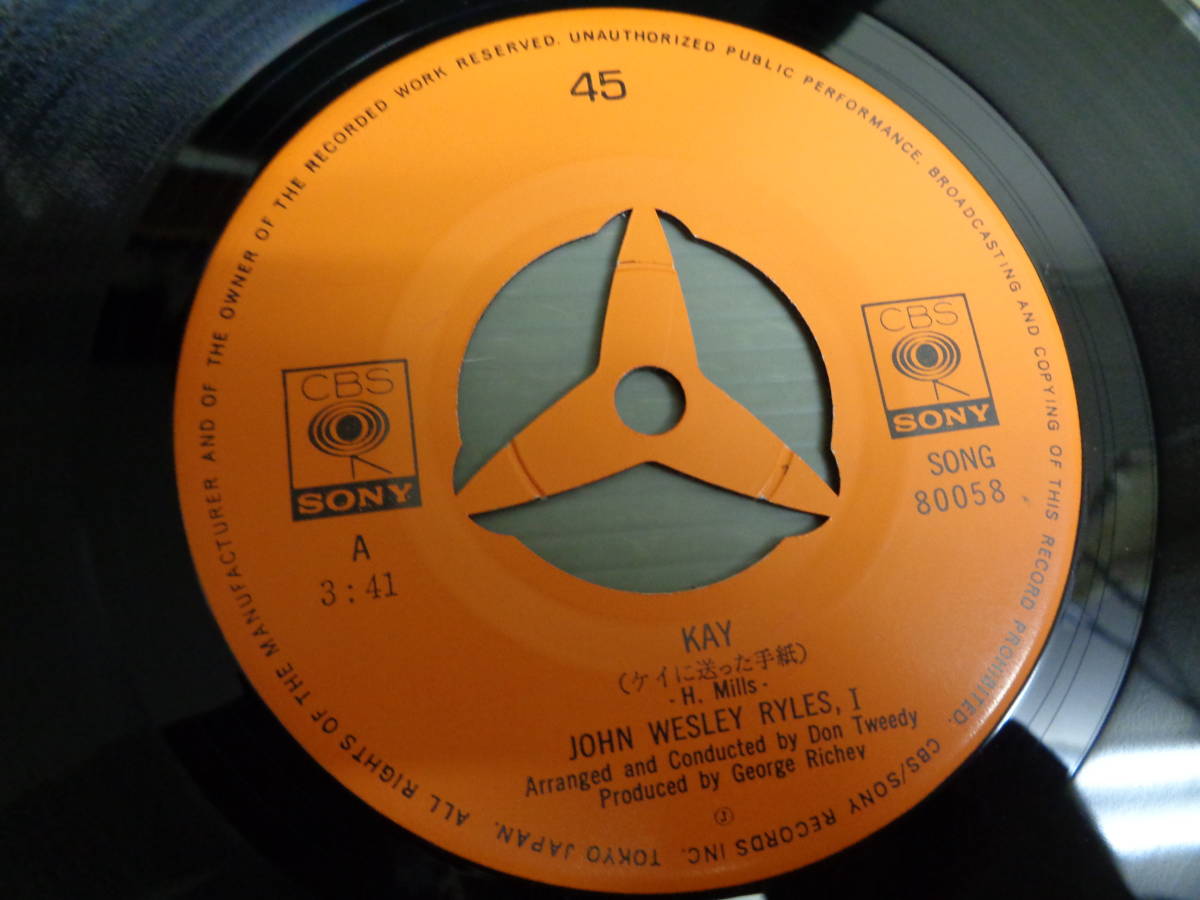 45
CBS
SONY
A
3:41
CBS
SONY
SONG
80058
KAY
(ケイに送った手紙)
- H. Mills -
JOHN WESLEY RYLES, I
Arranged and Conducted by Don Tweedy
Produced by George Richey
Ⓙ
ALL RIGHTS OF THE MANUFACTURER AND OF THE OWNER OF THE RECORDED WORK RESERVED. UNAUTHORIZED PUBLIC PERFORMANCE. BROADCASTING AND COPYING OF THIS RECORD PROHIBITED.
CBS/SONY RECORDS INC. TOKYO JAPAN.